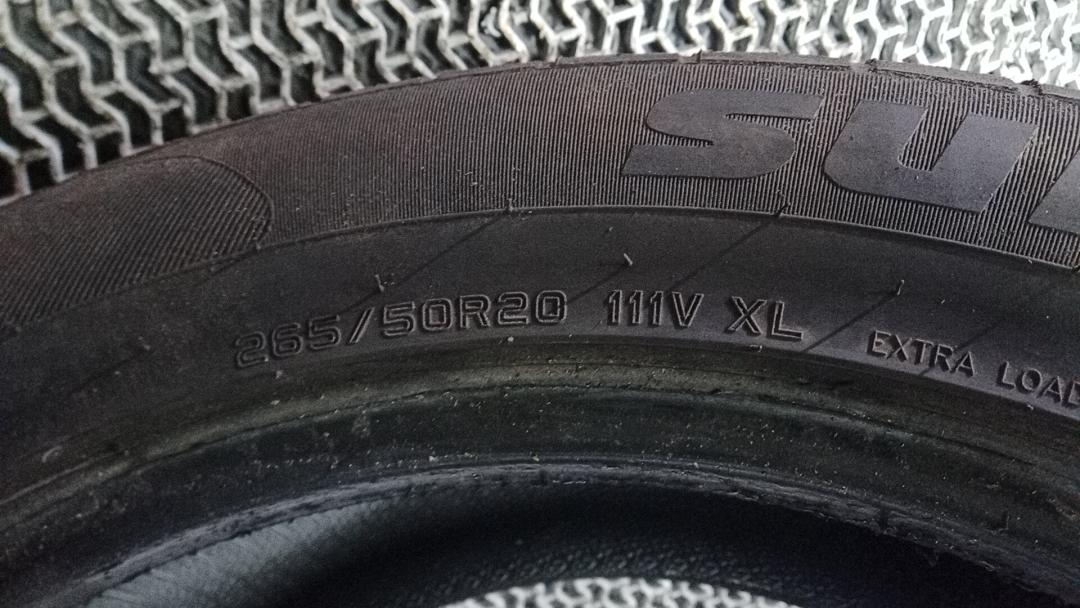 265/50R20 111V XL EXTRA LOAD